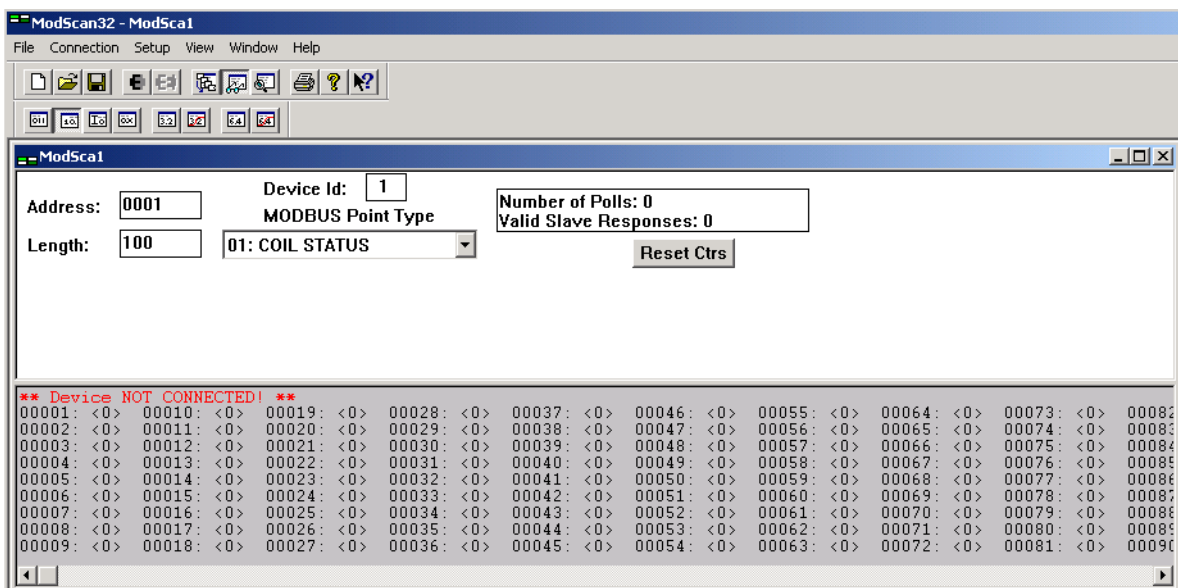 ModScan32 - ModSca1
File Connection Setup View Window Help
ModSca1
Address: 0001
Device Id: 1
MODBUS Point Type
Length: 100
01: COIL STATUS
Number of Polls: 0
Valid Slave Responses: 0
Reset Ctrs
** Device NOT CONNECTED! **
00001: <0> 00010: <0> 00019: <0> 00028: <0> 00037: <0> 00046: <0> 00055: <0> 00064: <0> 00073: <0> 00082
00002: <0> 00011: <0> 00020: <0> 00029: <0> 00038: <0> 00047: <0> 00056: <0> 00065: <0> 00074: <0> 00083
00003: <0> 00012: <0> 00021: <0> 00030: <0> 00039: <0> 00048: <0> 00057: <0> 00066: <0> 00075: <0> 00084
00004: <0> 00013: <0> 00022: <0> 00031: <0> 00040: <0> 00049: <0> 00058: <0> 00067: <0> 00076: <0> 00085
00005: <0> 00014: <0> 00023: <0> 00032: <0> 00041: <0> 00050: <0> 00059: <0> 00068: <0> 00077: <0> 00086
00006: <0> 00015: <0> 00024: <0> 00033: <0> 00042: <0> 00051: <0> 00060: <0> 00069: <0> 00078: <0> 00087
00007: <0> 00016: <0> 00025: <0> 00034: <0> 00043: <0> 00052: <0> 00061: <0> 00070: <0> 00079: <0> 00088
00008: <0> 00017: <0> 00026: <0> 00035: <0> 00044: <0> 00053: <0> 00062: <0> 00071: <0> 00080: <0> 00089
00009: <0> 00018: <0> 00027: <0> 00036: <0> 00045: <0> 00054: <0> 00063: <0> 00072: <0> 00081: <0> 00090